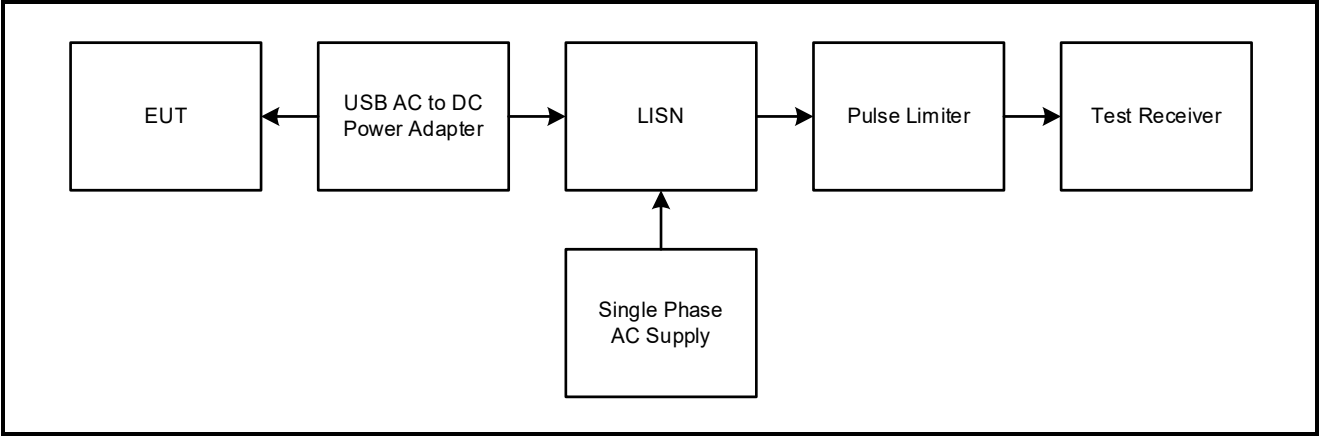 EUT
USB AC to DC
Power Adapter
LISN
Pulse Limiter
Test Receiver
Single Phase
AC Supply